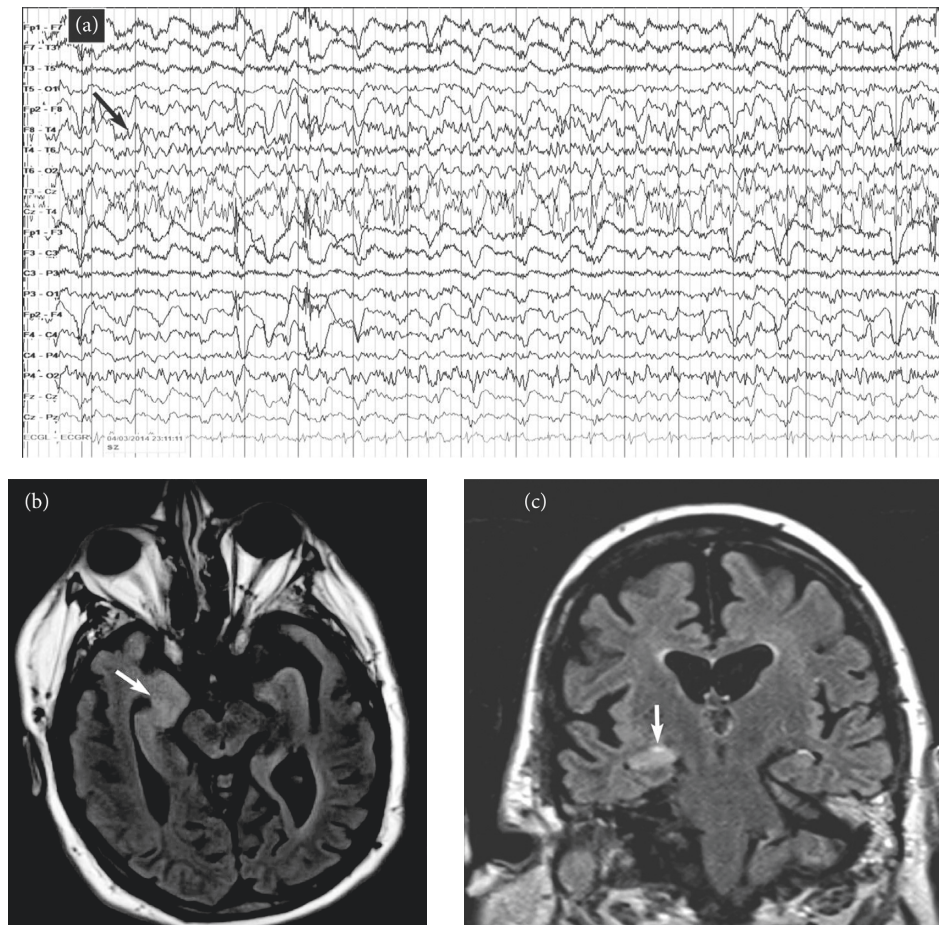 (a)
Fp1 - F7
F7 - T3
T3 - T5
T5 - O1
Fp2 - F8
F8 - T4
T4 - T6
T6 - O2
T3 - Cz
Cz - T4
Fp1 - F3
F3 - C3
C3 - P3
P3 - O1
Fp2 - F4
F4 - C4
C4 - P4
P4 - O2
Fz - Cz
Cz - Pz
ECGL - ECGR
04/03/2014 23:11:11
SZ
(b)
(c)